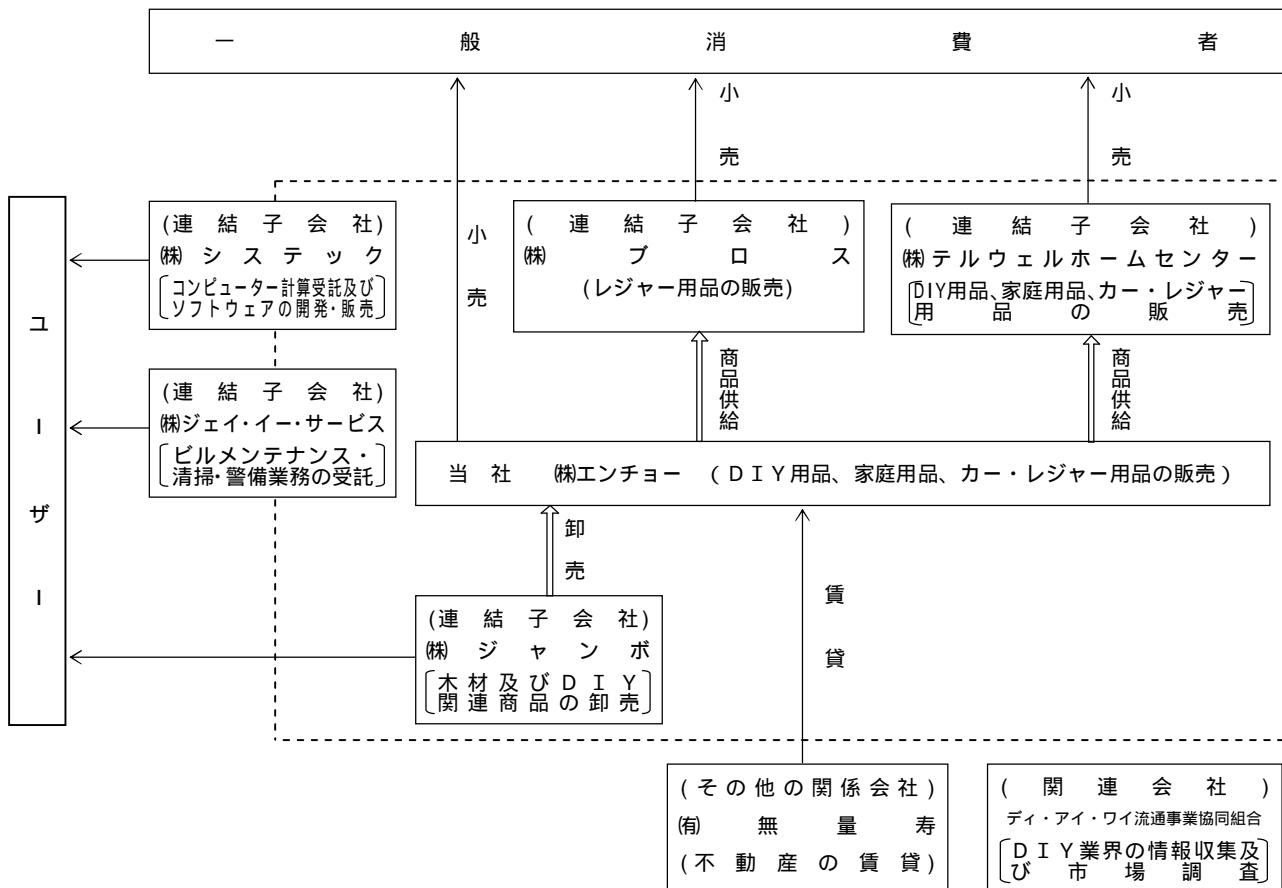 一般消費者
小売
小売
小売
ユーザー
(連結子会社)
㈱システック
コンピューター計算受託及び
ソフトウェアの開発・販売
(連結子会社)
㈱ブロス
(レジャー用品の販売)
(連結子会社)
㈱テルウェルホームセンター
DIY用品、家庭用品、カー・レジャー
用品の販売
(連結子会社)
㈱ジェイ・イー・サービス
ビルメンテナンス・
清掃・警備業務の受託
商品供給
商品供給
当社 ㈱エンチョー (DIY用品、家庭用品、カー・レジャー用品の販売)
卸売
賃貸
(連結子会社)
㈱ジャンボ
木材及びDIY
関連商品の卸売
(その他の関係会社)
㈲無量寿
(不動産の賃貸)
(関連会社)
ディ・アイ・ワイ流通事業協同組合
DIY業界の情報収集及
び市場調査